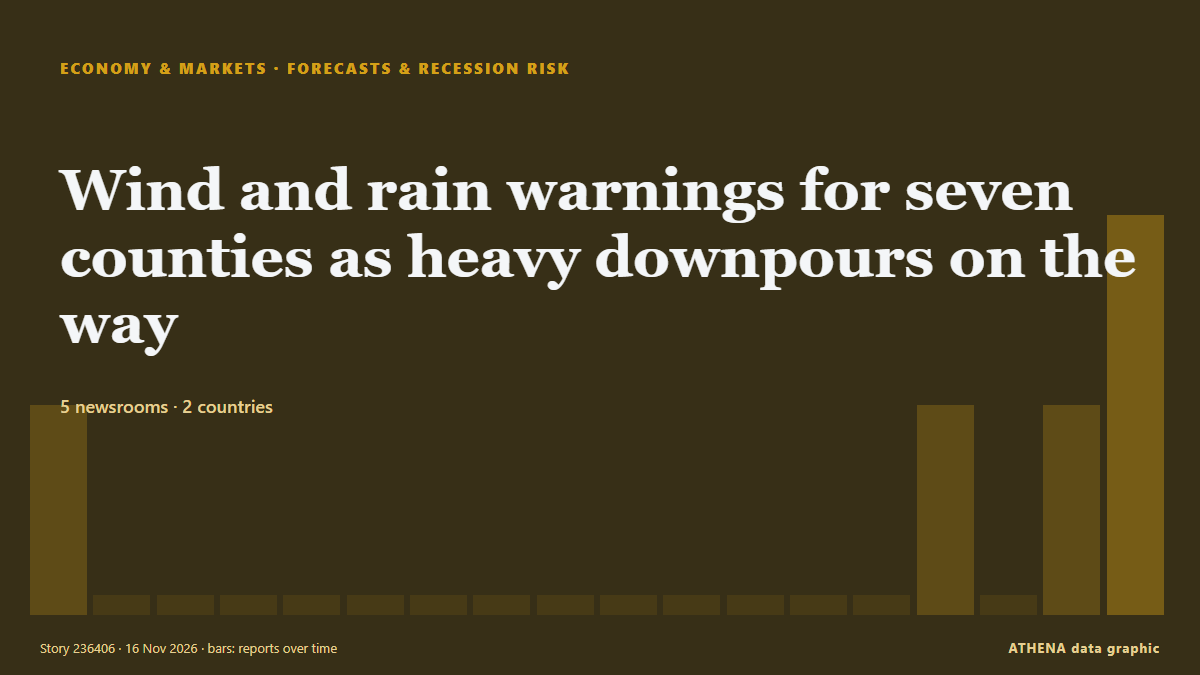 ECONOMY & MARKETS · FORECASTS & RECESSION RISK
Wind and rain warnings for seven
counties as heavy downpours on the
way
5 newsrooms · 2 countries
Story 236406 · 16 Nov 2026 · bars: reports over time
ATHENA data graphic